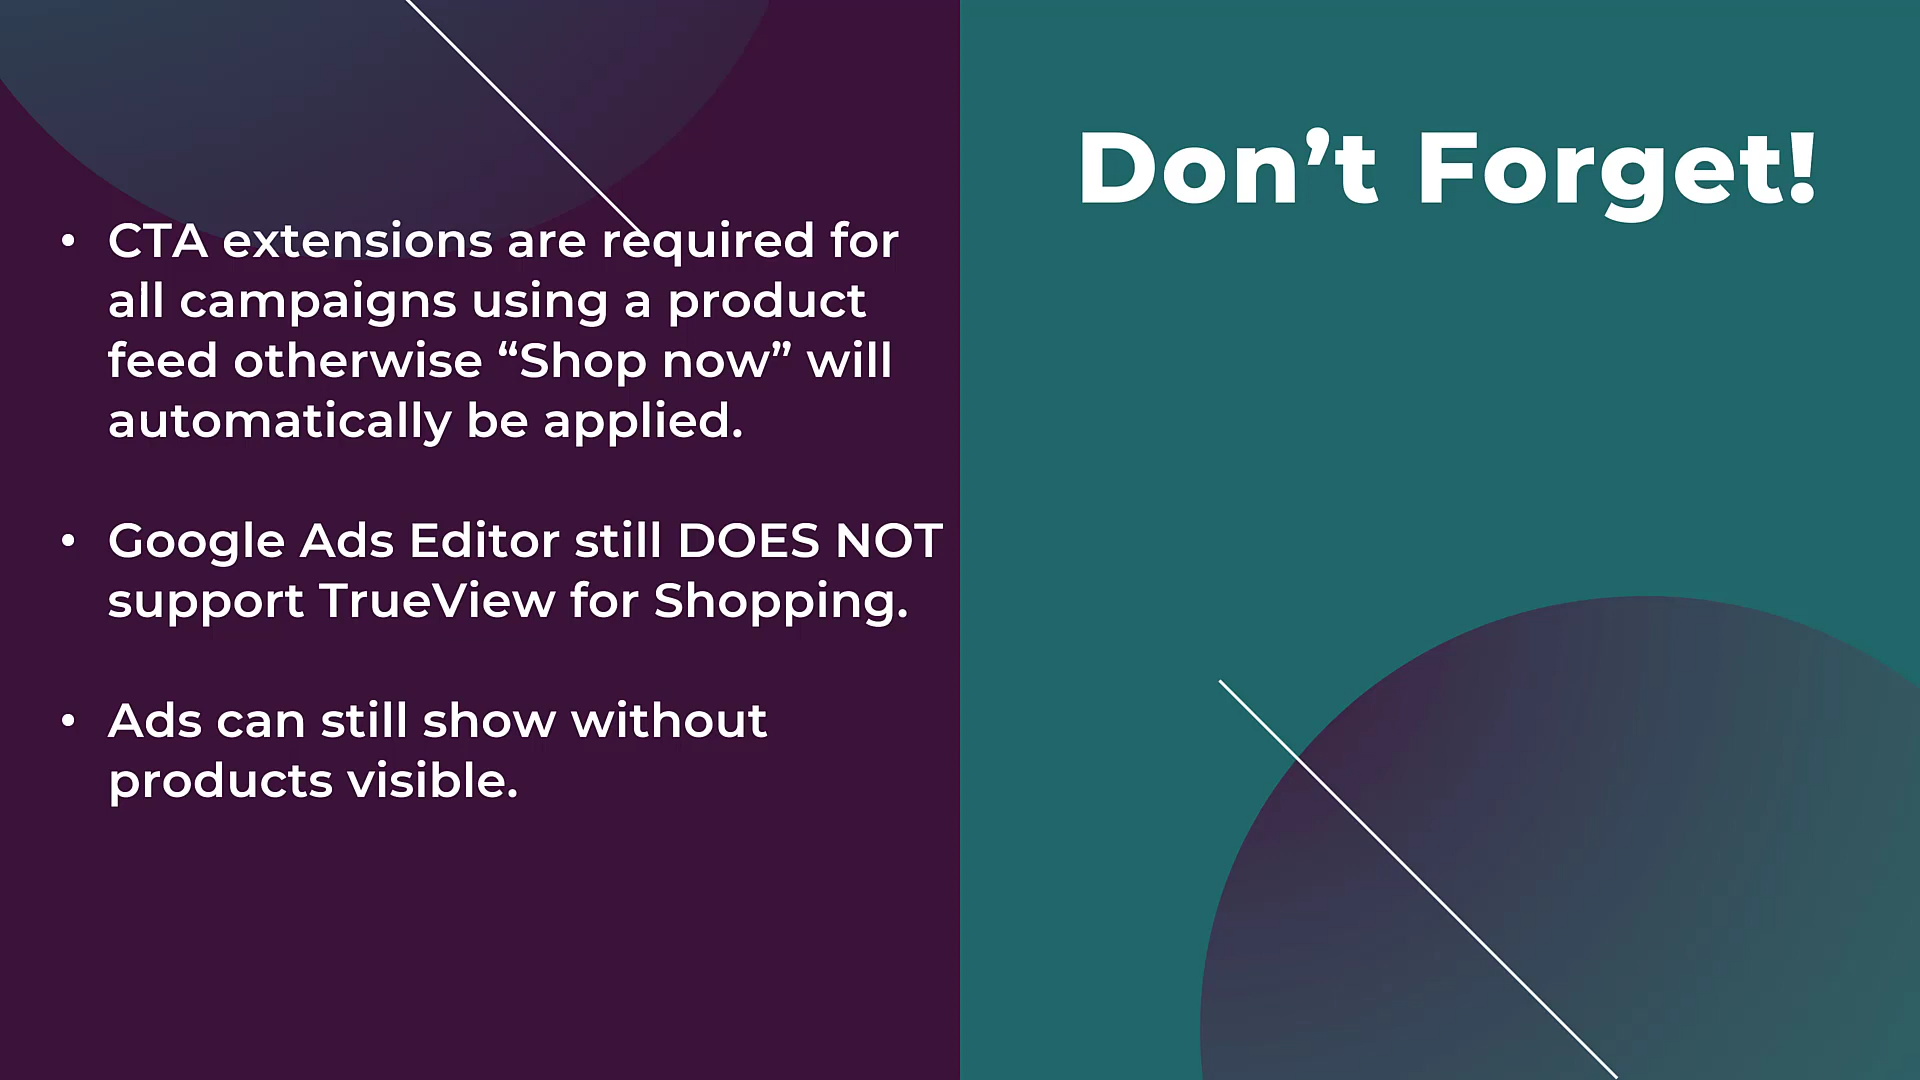 Don’t Forget!
• CTA extensions are required for
all campaigns using a product
feed otherwise “Shop now” will
automatically be applied.
• Google Ads Editor still DOES NOT
support TrueView for Shopping.
• Ads can still show without
products visible.